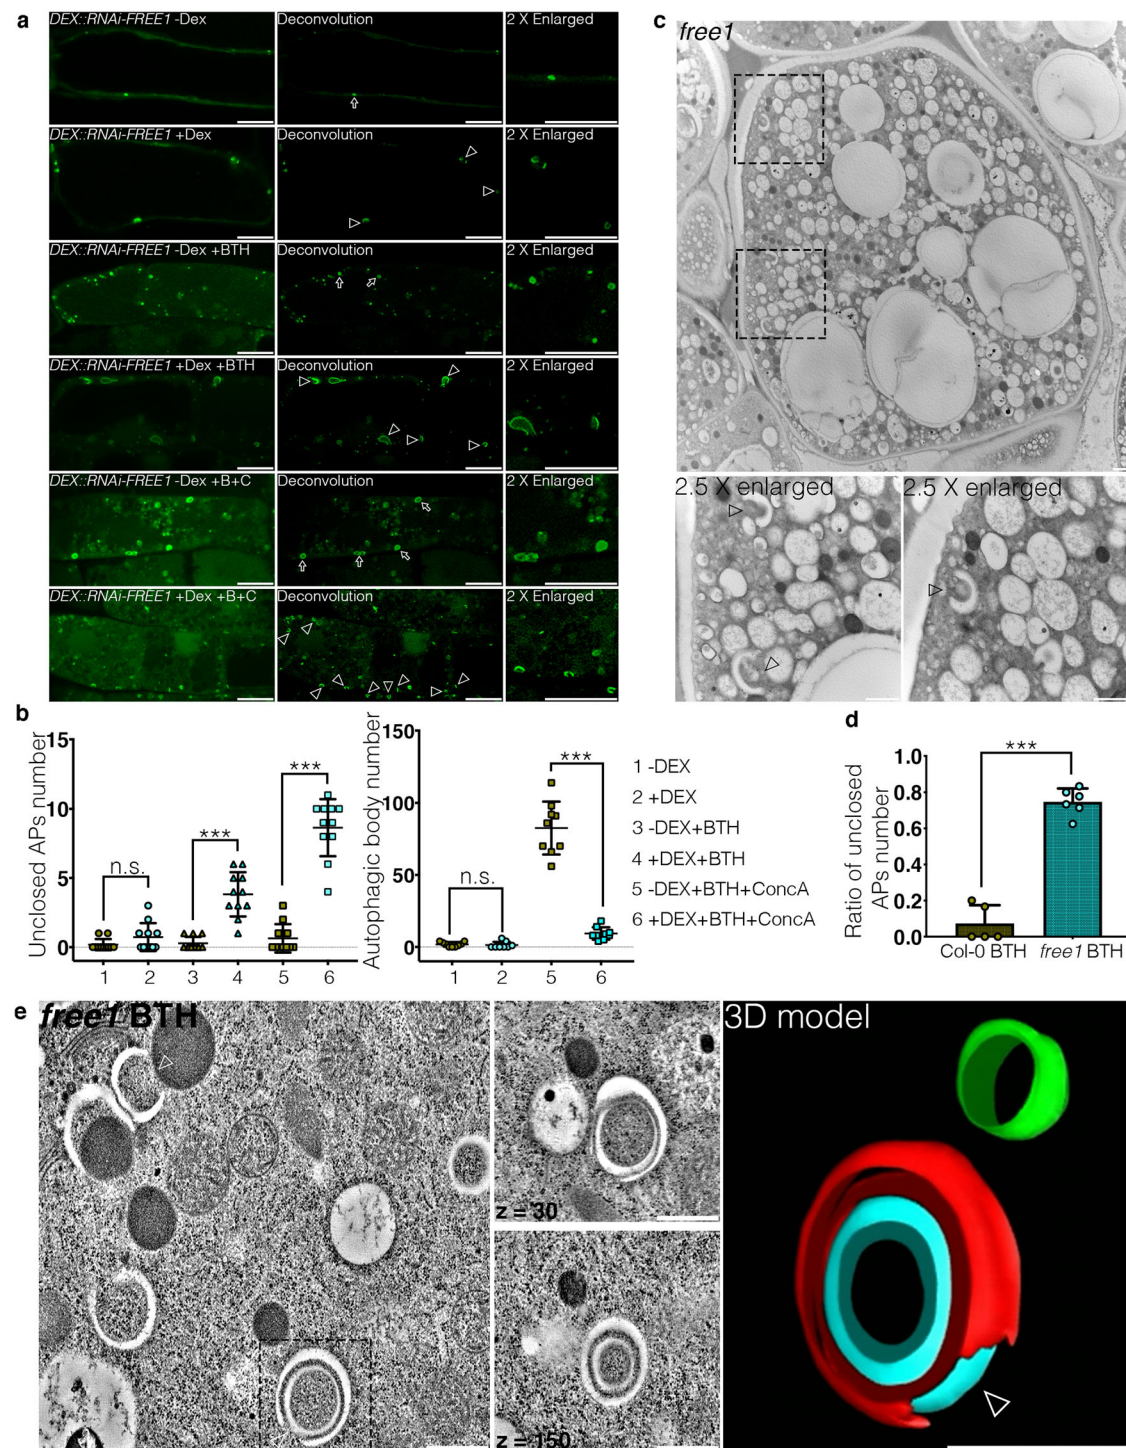 a
DEX::RNAi-FREE1 -Dex
Deconvolution
2 X Enlarged
DEX::RNAi-FREE1 +Dex
Deconvolution
2 X Enlarged
DEX::RNAi-FREE1 -Dex +BTH
Deconvolution
2 X Enlarged
DEX::RNAi-FREE1 +Dex +BTH
Deconvolution
2 X Enlarged
DEX::RNAi-FREE1 -Dex +B+C
Deconvolution
2 X Enlarged
DEX::RNAi-FREE1 +Dex +B+C
Deconvolution
2 X Enlarged
b
Unclosed APs number
15
10
5
0
n.s.
***
***
1 2 3 4 5 6
Autophagic body number
150
100
50
0
n.s.
***
1 2 5 6
1 -DEX
2 +DEX
3 -DEX+BTH
4 +DEX+BTH
5 -DEX+BTH+ConcA
6 +DEX+BTH+ConcA
c
free1
2.5 X enlarged
2.5 X enlarged
d
Ratio of unclosed
APs number
1.0
0.8
0.6
0.4
0.2
0.0
***
Col-0 BTH
free1 BTH
e
free1 BTH
z = 30
z = 150
3D model